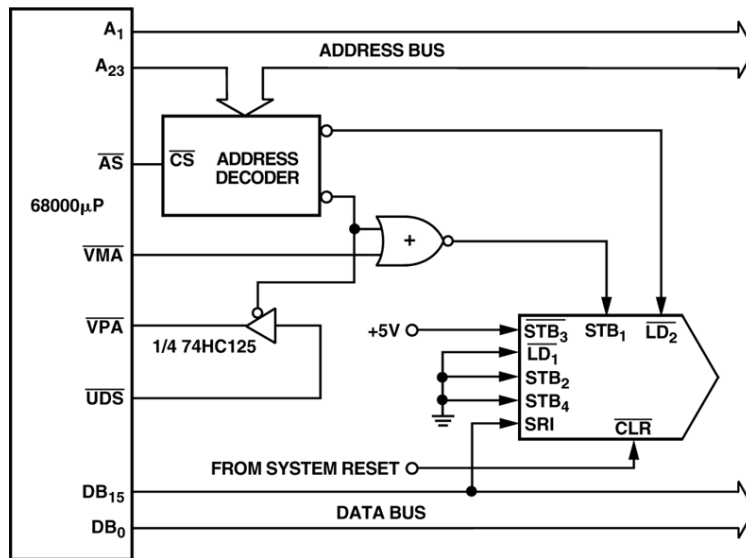 A1
ADDRESS BUS
A23
AS
CS
ADDRESS
DECODER
68000μP
VMA
+
VPA
1/4 74HC125
UDS
+5V
STB3
STB1
LD2
LD1
STB2
STB4
SRI
CLR
FROM SYSTEM RESET
DB15
DATA BUS
DB0